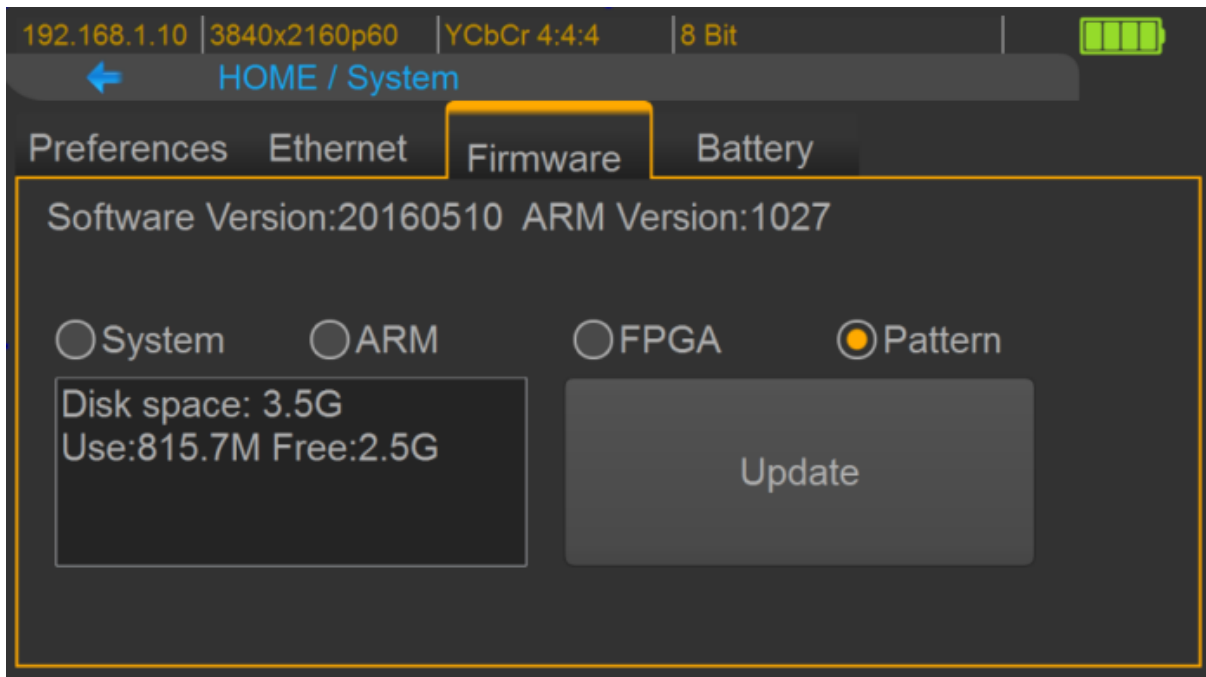 192.168.1.10 3840x2160p60 YCbCr 4:4:4 8 Bit
HOME / System
Preferences Ethernet Firmware Battery
Software Version:20160510 ARM Version:1027
System ARM FPGA Pattern
Disk space: 3.5G
Use:815.7M Free:2.5G
Update